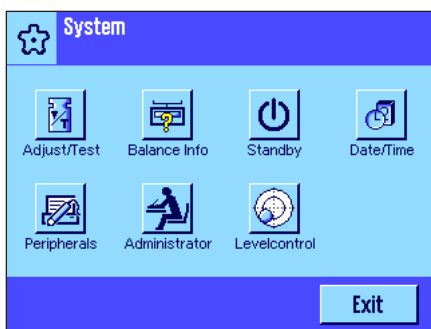 System
Adjust/Test Balance Info Standby Date/Time
Peripherals Administrator Levelcontrol
Exit